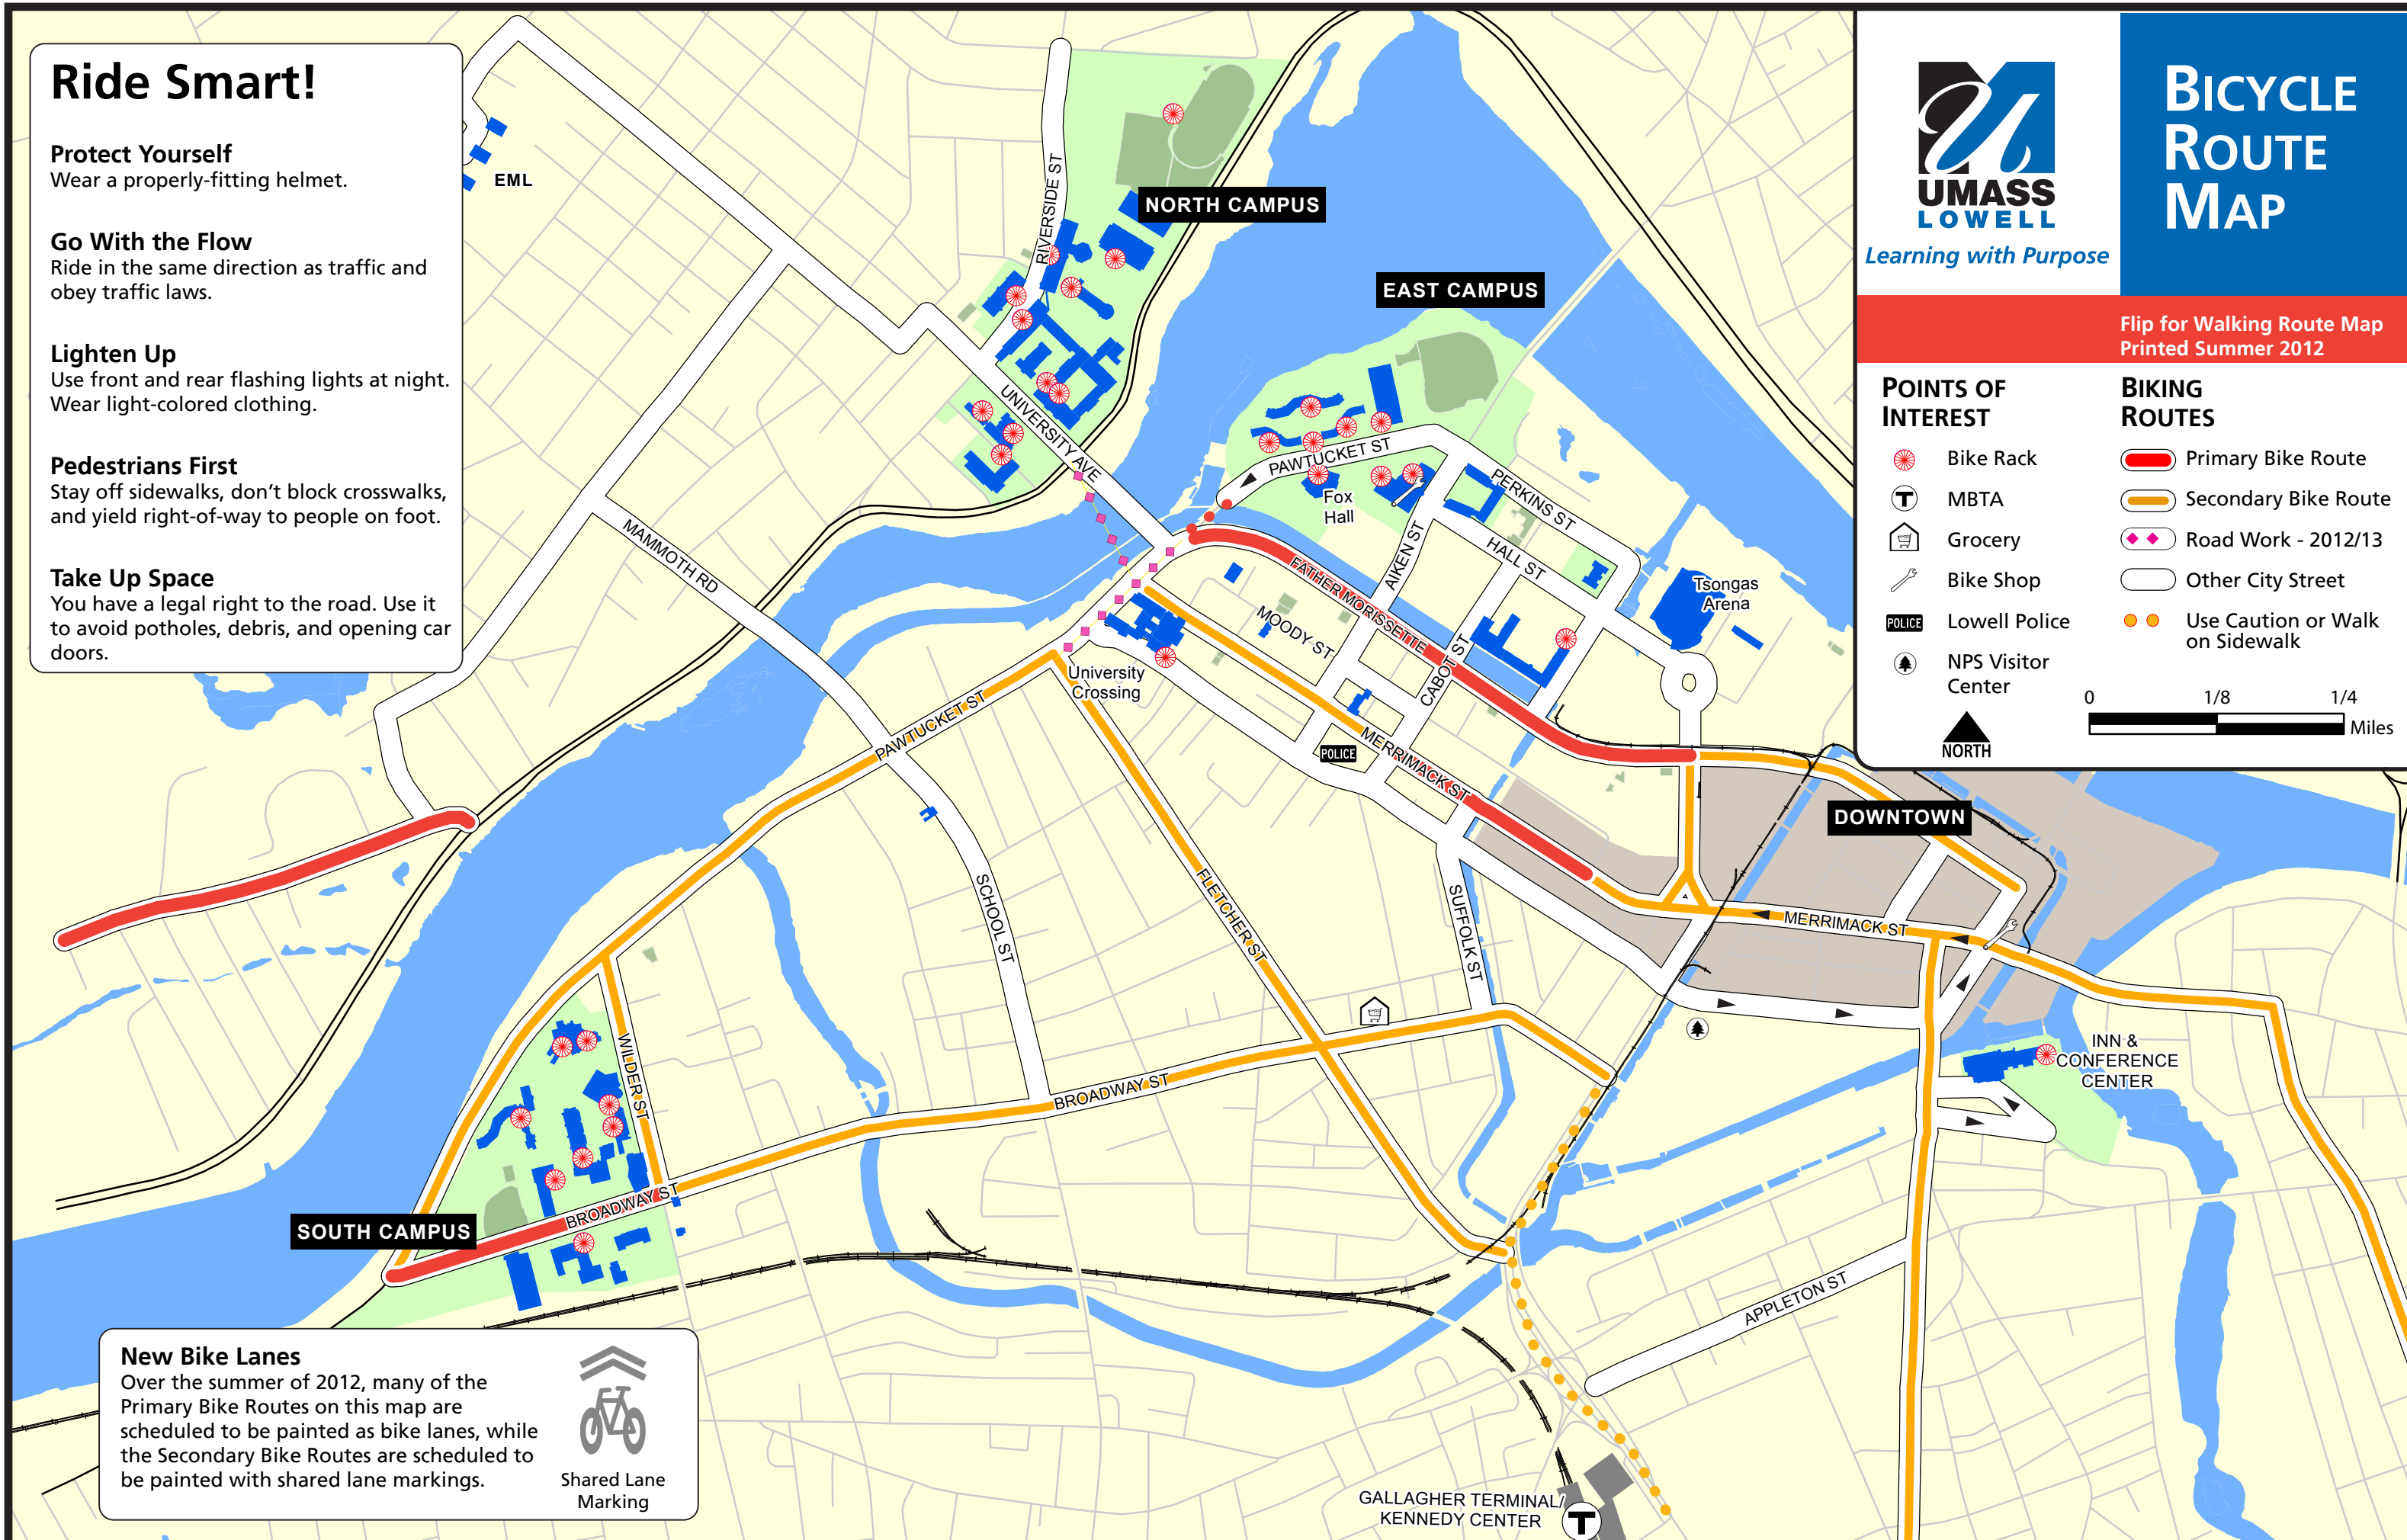 Ride Smart!
Protect Yourself
Wear a properly-fitting helmet.
Go With the Flow
Ride in the same direction as traffic and
obey traffic laws.
Lighten Up
Use front and rear flashing lights at night.
Wear light-colored clothing.
Pedestrians First
Stay off sidewalks, don't block crosswalks,
and yield right-of-way to people on foot.
Take Up Space
You have a legal right to the road. Use it
to avoid potholes, debris, and opening car
doors.
EML
RIVERSIDE ST
NORTH CAMPUS
EAST CAMPUS
UNIVERSITY AVE
PAWTUCKET ST
Fox
Hall
PERKINS ST
HALL ST
AIKEN ST
Tsongas
Arena
MAMMOTH RD
FATHER MORISSETTE
MOODY ST
CABOT ST
University
Crossing
PAWTUCKET ST
POLICE
MERRIMACK ST
DOWNTOWN
MERRIMACK ST
SCHOOL ST
FLETCHER ST
SUFFOLK ST
WILDER ST
BROADWAY ST
BROADWAY ST
SOUTH CAMPUS
INN &
CONFERENCE
CENTER
APPLETON ST
GALLAGHER TERMINAL/
KENNEDY CENTER
T
New Bike Lanes
Over the summer of 2012, many of the
Primary Bike Routes on this map are
scheduled to be painted as bike lanes, while
the Secondary Bike Routes are scheduled to
be painted with shared lane markings.
Shared Lane
Marking
UMASS
LOWELL
Learning with Purpose
BICYCLE
ROUTE
MAP
Flip for Walking Route Map
Printed Summer 2012
POINTS OF
INTEREST
Bike Rack
T MBTA
Grocery
Bike Shop
POLICE Lowell Police
NPS Visitor
Center
NORTH
BIKING
ROUTES
Primary Bike Route
Secondary Bike Route
Road Work - 2012/13
Other City Street
Use Caution or Walk
on Sidewalk
0 1/8 1/4
Miles